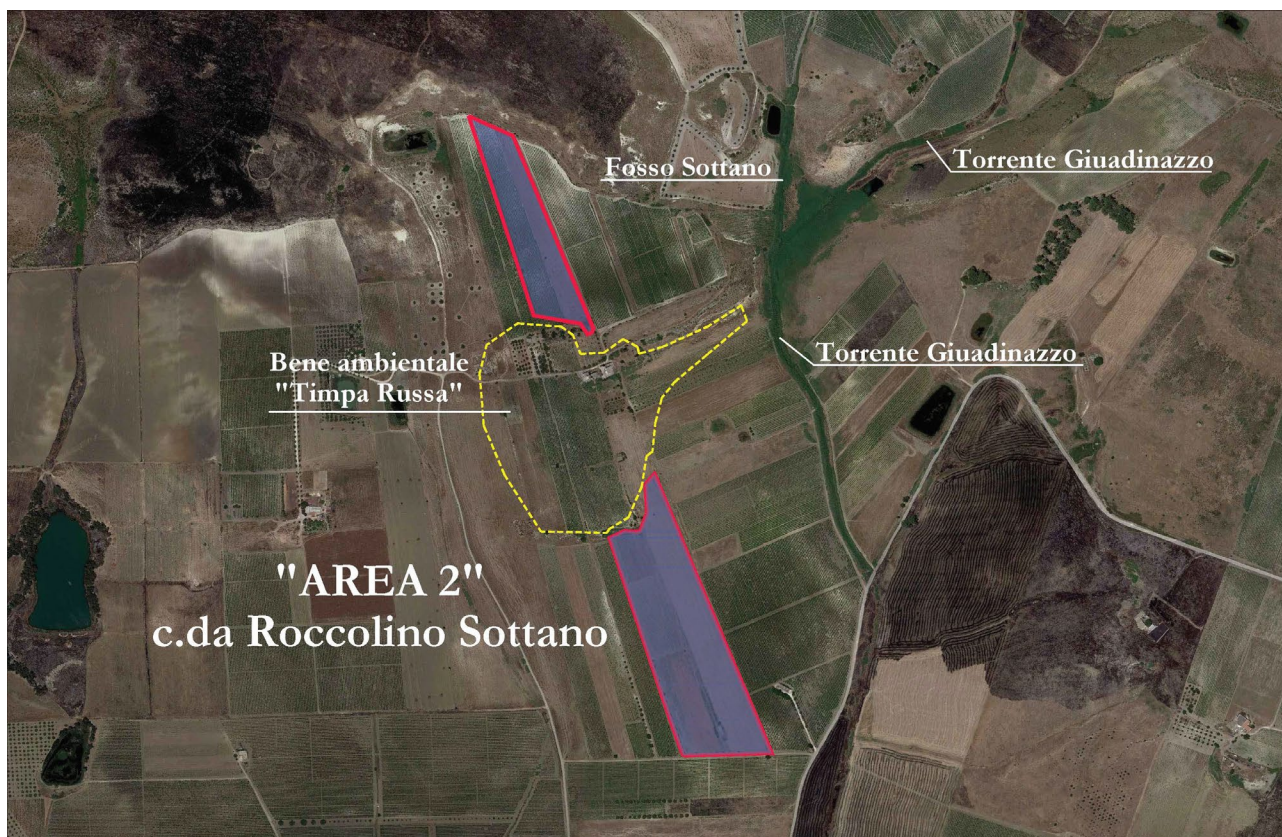 Fosso Sottano
Torrente Giuadinazzo
Bene ambientale
"Timpa Russa"
Torrente Giuadinazzo
"AREA 2"
c.da Roccolino Sottano